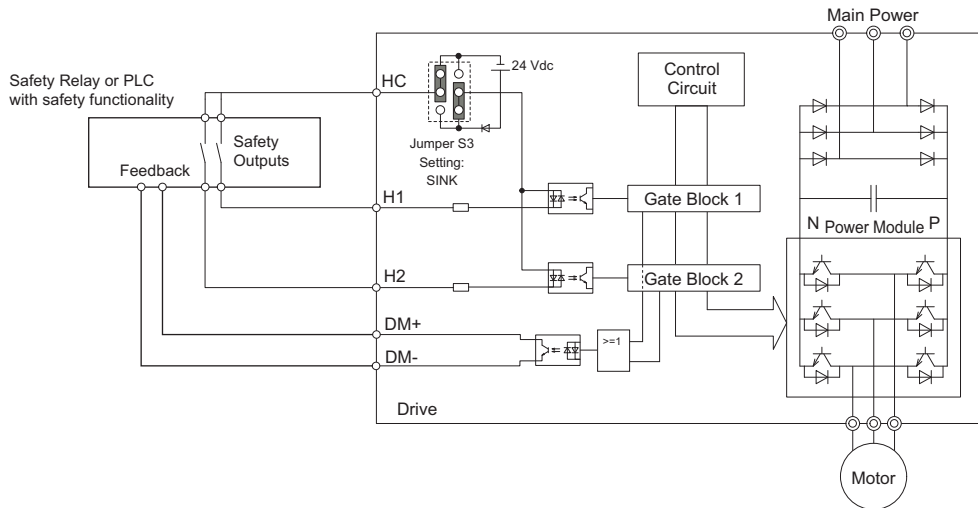 Main Power
Safety Relay or PLC
with safety functionality
HC
24 Vdc
Control
Circuit
Safety
Outputs
Feedback
Jumper S3
Setting:
SINK
H1
Gate Block 1
N
P
Power Module
H2
Gate Block 2
DM+
>=1
DM-
Drive
Motor